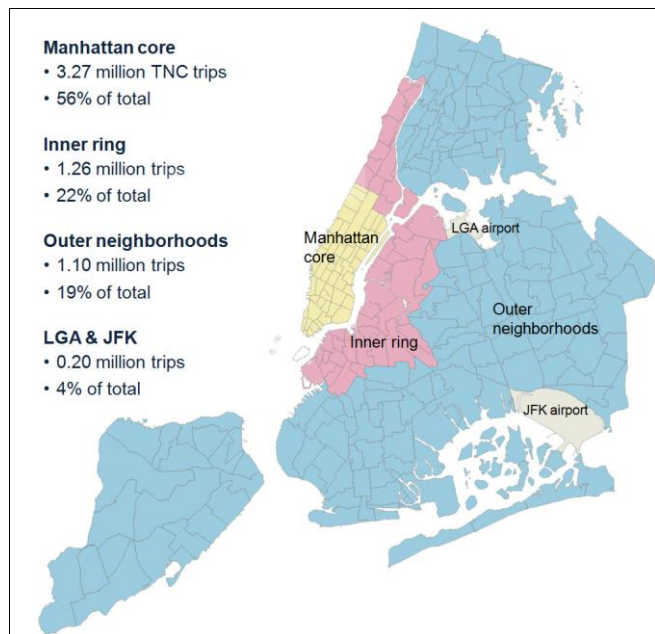 Manhattan core
• 3.27 million TNC trips
• 56% of total
Inner ring
• 1.26 million trips
• 22% of total
Outer neighborhoods
• 1.10 million trips
• 19% of total
LGA & JFK
• 0.20 million trips
• 4% of total
Manhattan
core
LGA airport
Outer
neighborhoods
Inner ring
JFK airport